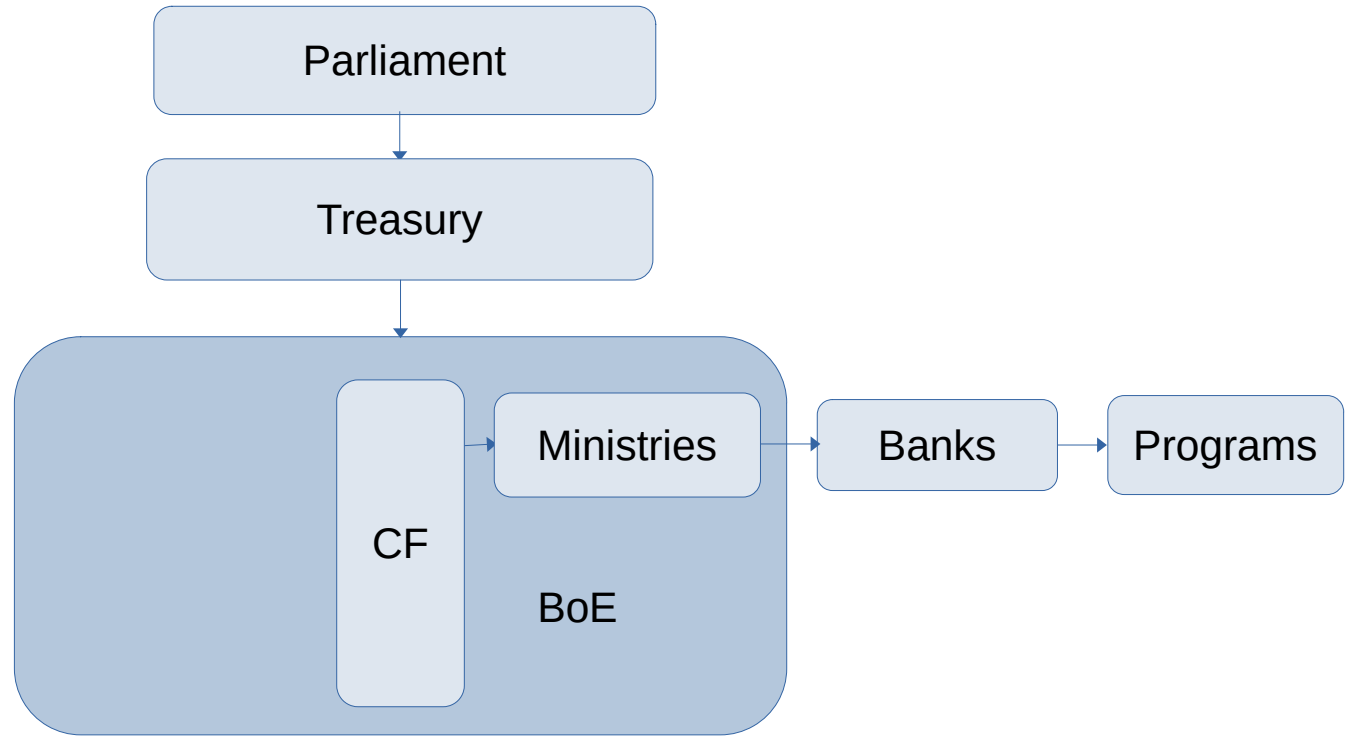 Parliament
Treasury
CF
Ministries
Banks
Programs
BoE